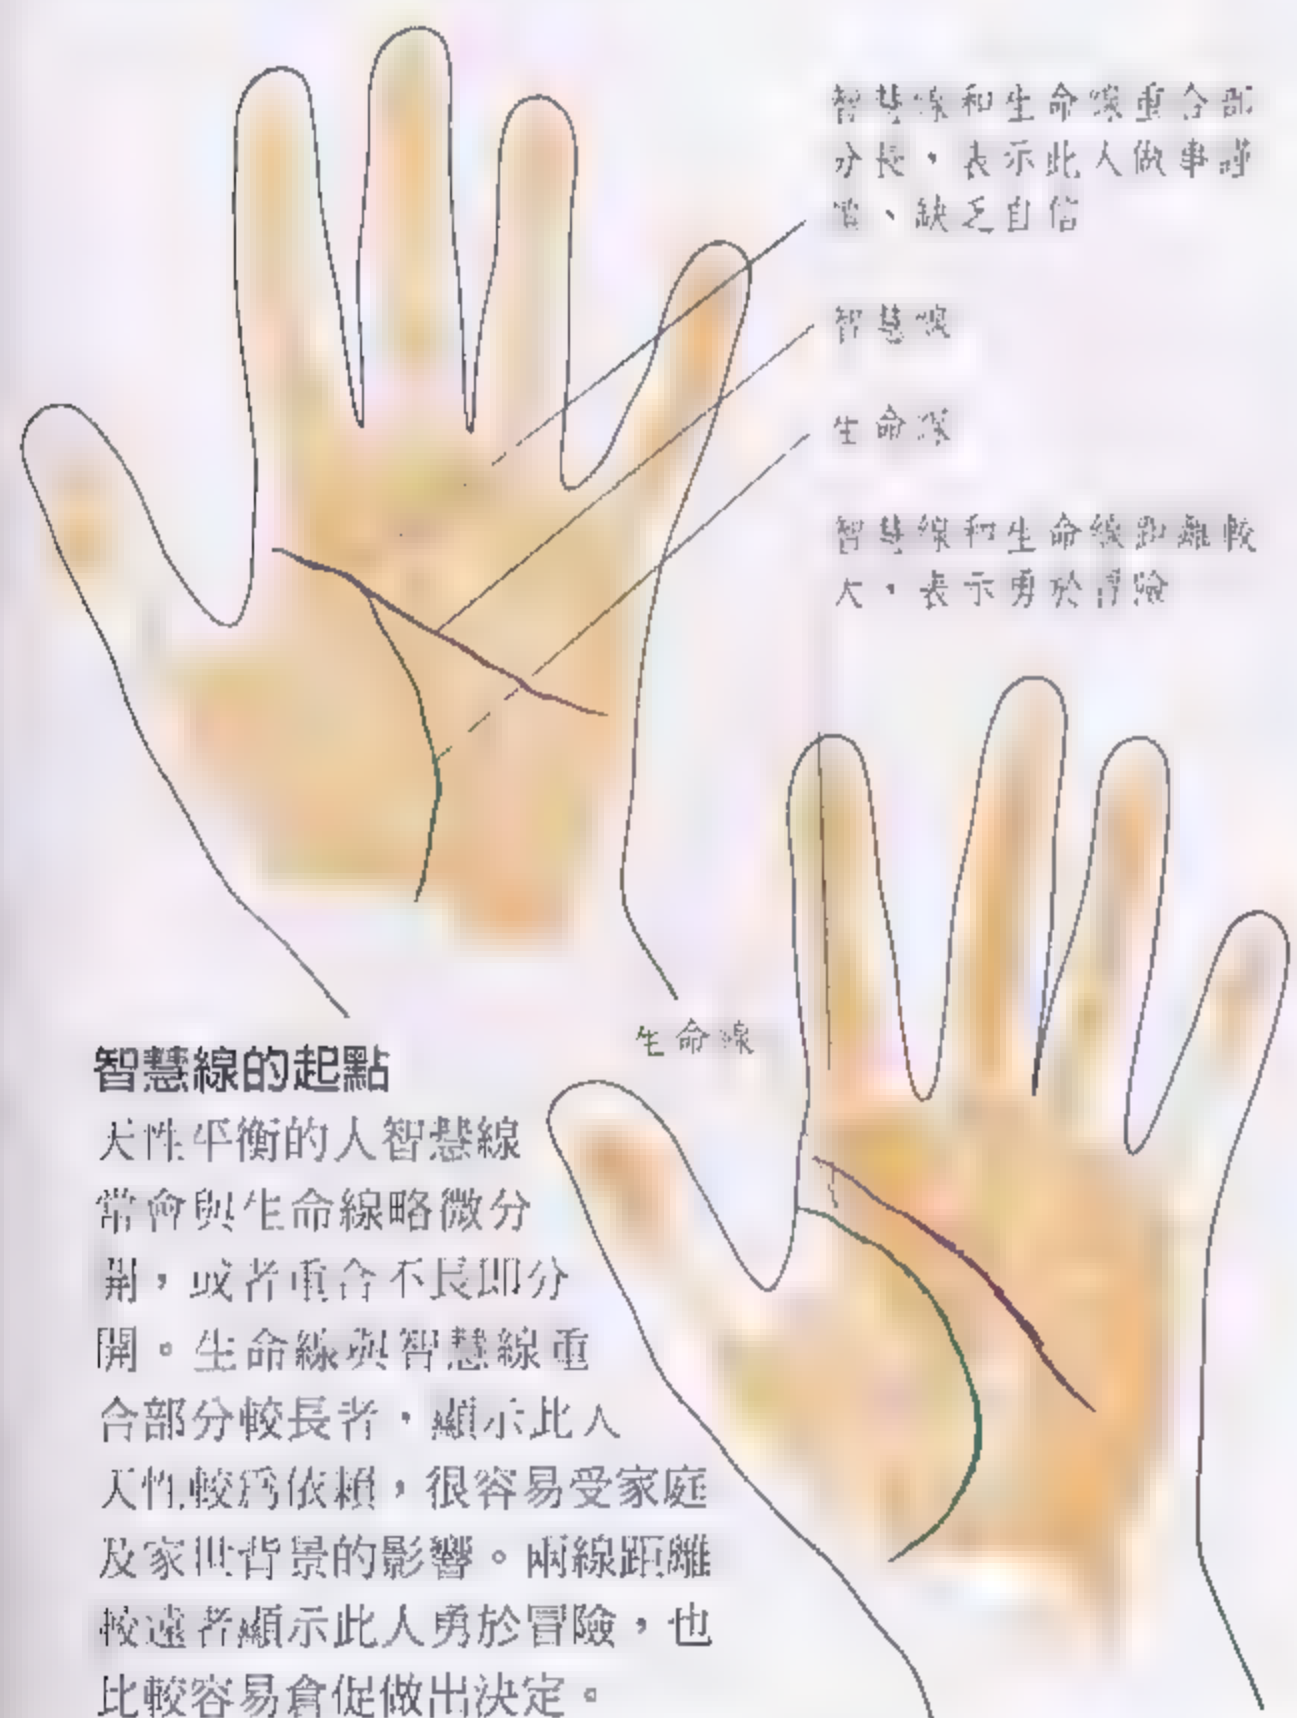 智慧線和生命線重合部
分長,表示此人做事謹
慎、缺乏自信
智慧線
生命線
智慧線和生命線距離較
大,表示勇於冒險
生命線
智慧線的起點
天性平衡的人智慧線
常會與生命線略微分
開,或者重合不長即分
開。生命線與智慧線重
合部分較長者,顯示此人
天性較爲依賴,很容易受家庭
及家世背景的影響。兩線距離
較遠者顯示此人勇於冒險,也
比較容易倉促做出決定。